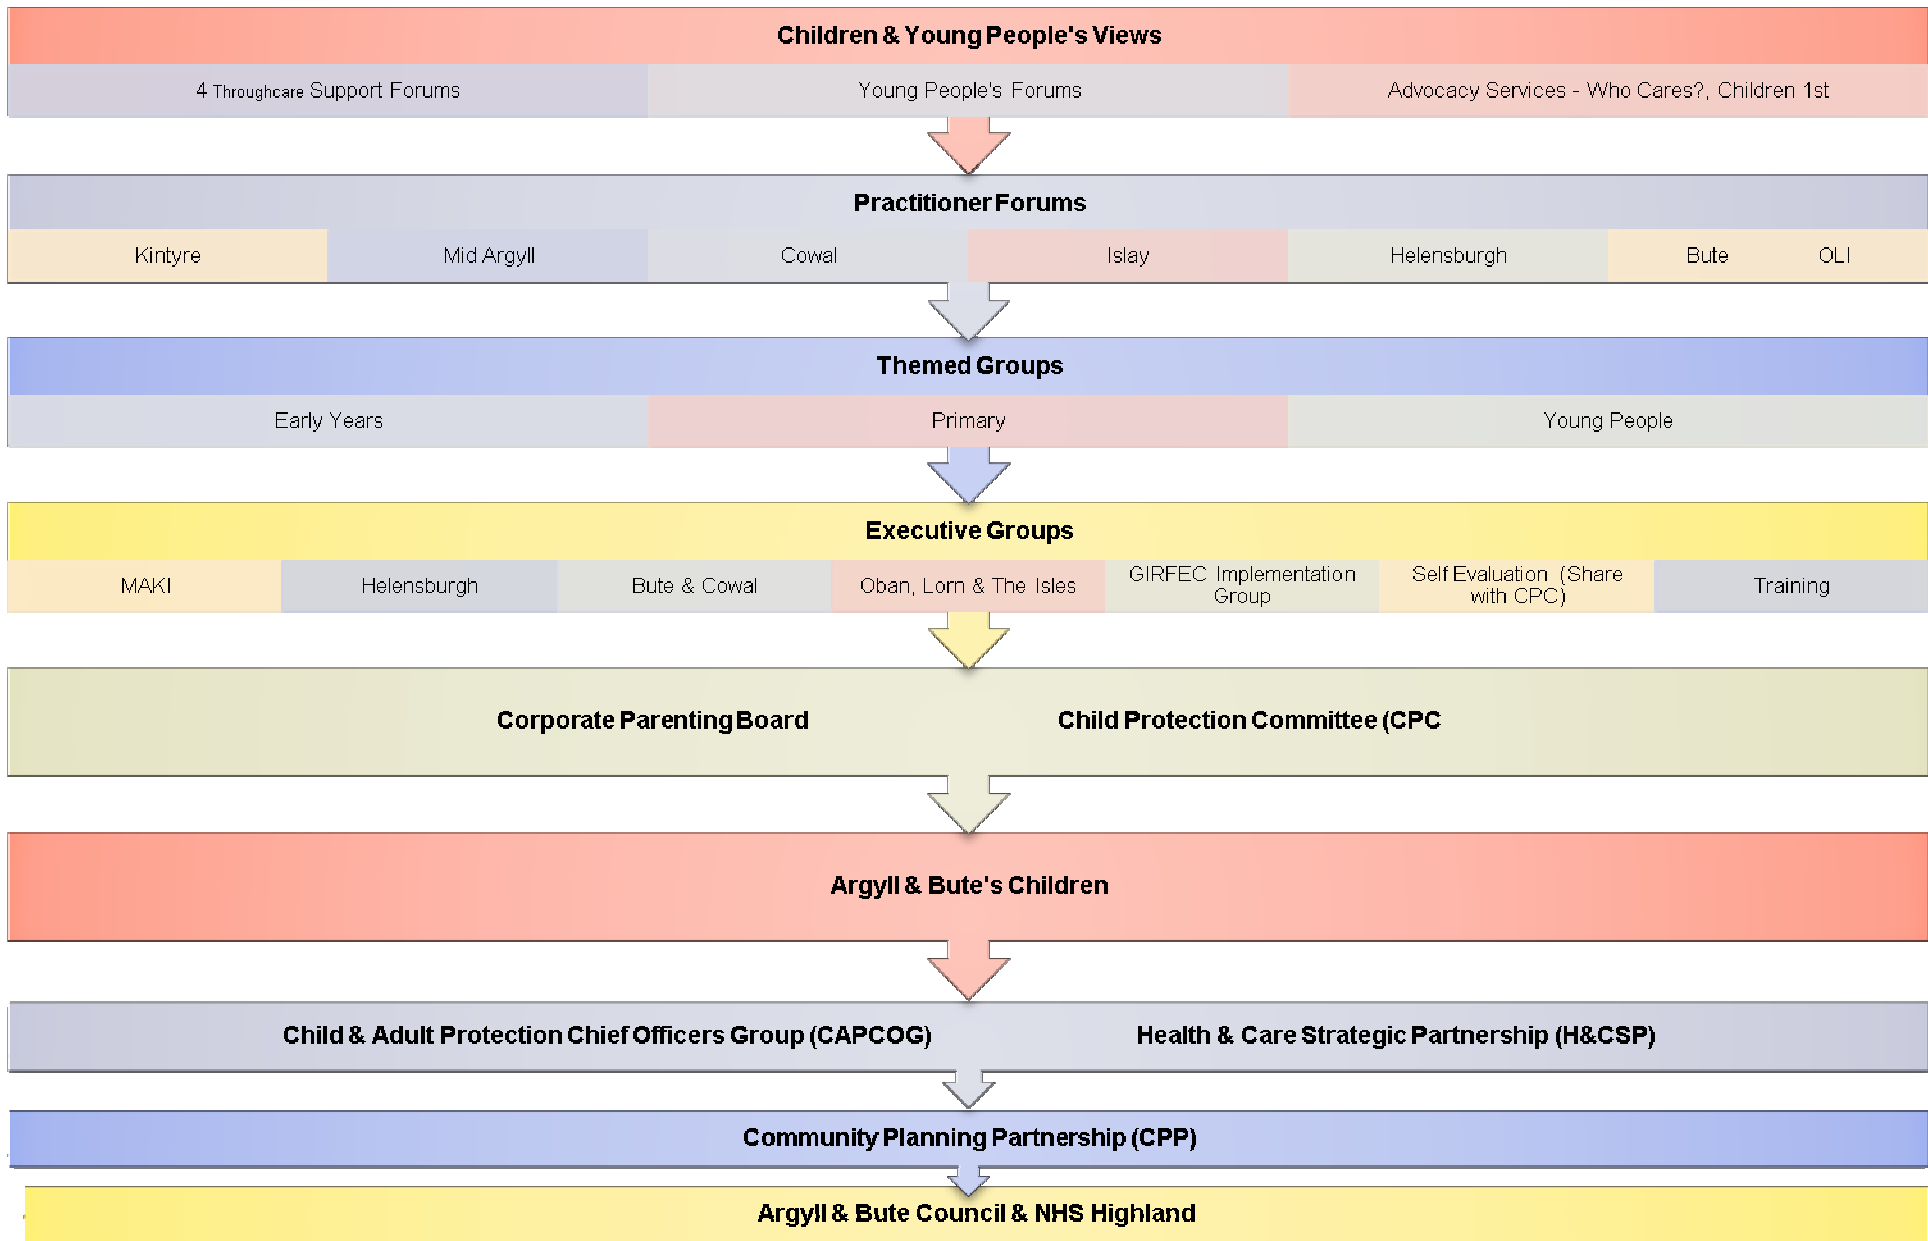 Children & Young People's Views
4 Throughcare Support Forums
Young People's Forums
Advocacy Services - Who Cares?, Children 1st
Practitioner Forums
Kintyre
Mid Argyll
Cowal
Islay
Helensburgh
Bute
OLI
Themed Groups
Early Years
Primary
Young People
Executive Groups
MAKI
Helensburgh
Bute & Cowal
Oban, Lorn & The Isles
GIRFEC Implementation
Group
Self Evaluation (Share
with CPC)
Training
Corporate Parenting Board
Child Protection Committee (CPC
Argyll & Bute's Children
Child & Adult Protection Chief Officers Group (CAPCOG)
Health & Care Strategic Partnership (H&CSP)
Community Planning Partnership (CPP)
Argyll & Bute Council & NHS Highland